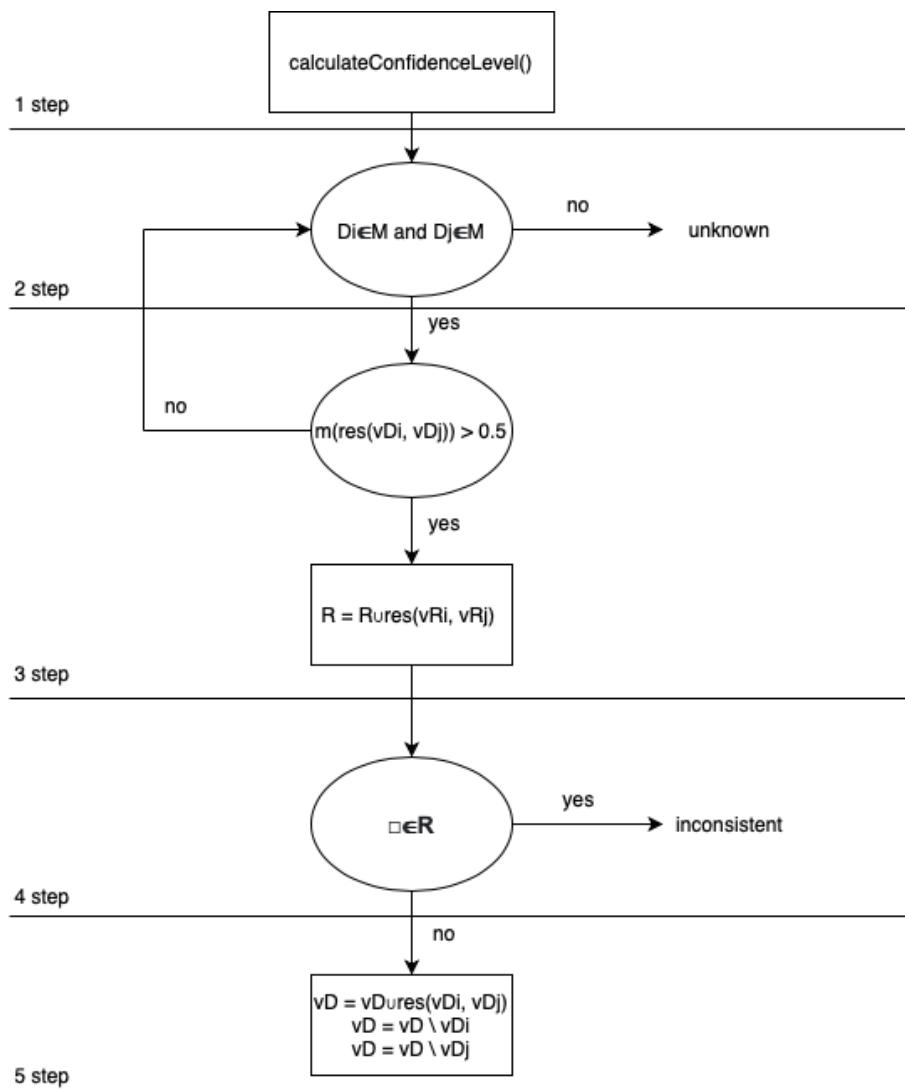 calculateConfidenceLevel()
1 step
Di∈M and Dj∈M
no
unknown
2 step
yes
no
m(res(vDi, vDj)) > 0.5
yes
R = R∪res(vRi, vRj)
3 step
□∈R
yes
inconsistent
4 step
no
vD = vD∪res(vDi, vDj)
vD = vD \ vDi
vD = vD \ vDj
5 step